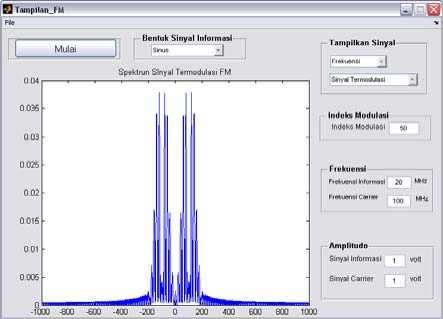 Tampilan_FM
File
Mulai
Bentuk Sinyal Informasi
Sinus
Tampilkan Sinyal
Frekuensi
Sinyal Termodulasi
Spektrun SInyal Termodulasi FM
0.04
0.035
0.03
0.025
0.02
0.015
0.01
0.005
0
-1000 -800 -600 -400 -200 0 200 400 600 800 1000
Indeks Modulasi
Indeks Modulasi 50
Frekuensi
Frekuensi Informasi 20 MHz
Frekuensi Carrier 100 MHz
Amplitudo
Sinyal Informasi 1 volt
Sinyal Carrier 1 volt